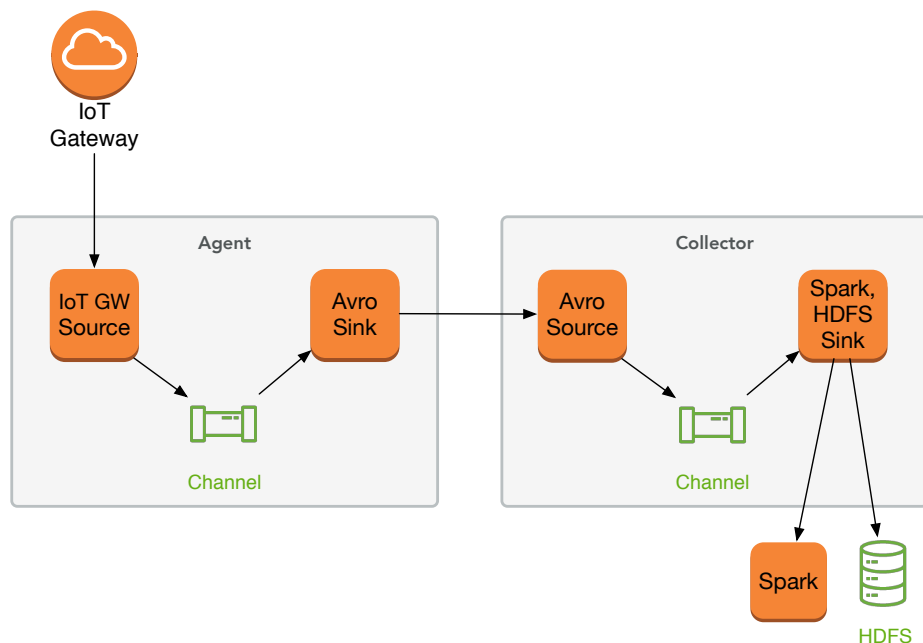 IoT
Gateway
Agent
Collector
IoT GW
Source
Avro
Sink
Avro
Source
Spark,
HDFS
Sink
Channel
Channel
Spark
HDFS